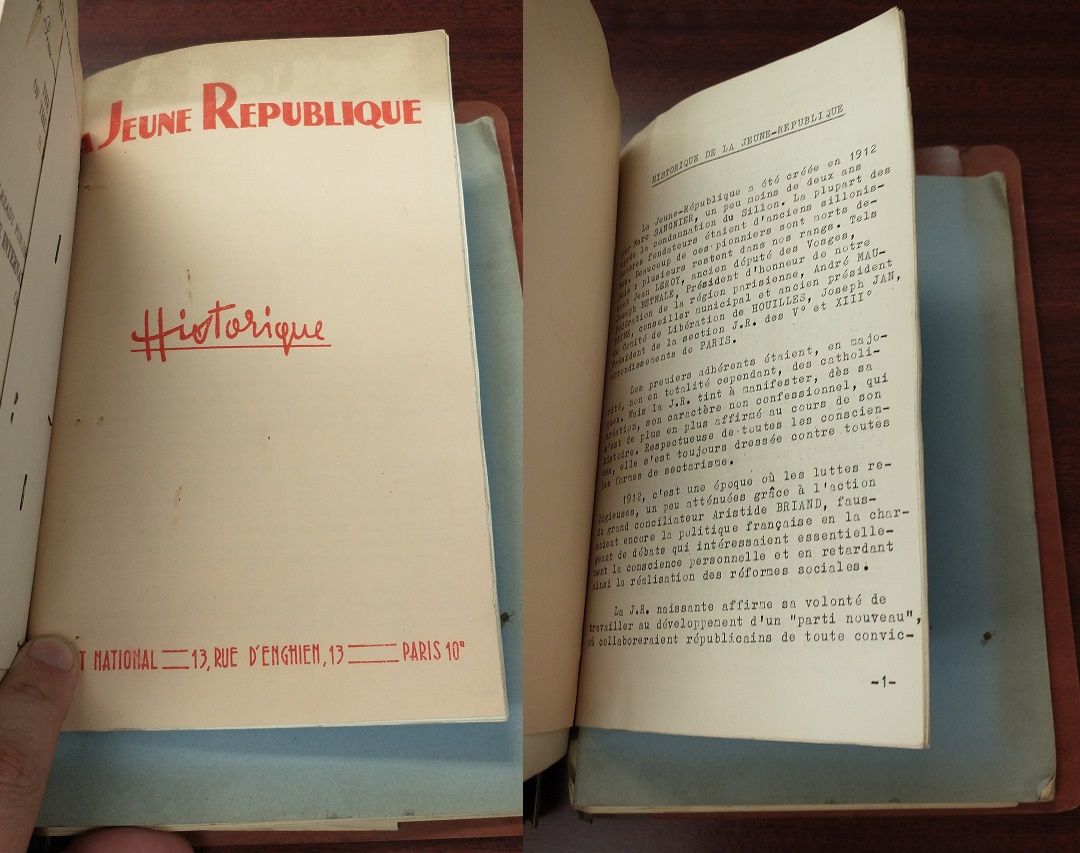 JEUNE REPUBLIQUE
Historique
NATIONAL 13, RUE D'ENGHIEN, 13 PARIS 10ᵉ
HISTORIQUE DE LA JEUNE-REPUBLIQUE
La Jeune-République a été créée en 1912
par Marc SANGNIER, un peu moins de deux ans
après la condamnation du Sillon. La plupart des
membres fondateurs étaient d'anciens sillonis-
tes. Beaucoup de ces pionniers sont morts de-
puis ; plusieurs restent dans nos rangs. Tels
sont Jean LEROY, ancien député des Vosges,
Joseph BETHALE, Président d'honneur de notre
Fédération de la région parisienne, André MAU-
conseiller municipal et ancien président
du Comité de Libération de HOUILLES, Joseph JAN,
Président de la section J.R. des V° et XIII°
arrondissements de PARIS.
Les premiers adhérents étaient, en majo-
rité, non en totalité cependant, des catholi-
ques. Mais la J.R. tint à manifester, dès sa
création, son caractère non confessionnel, qui
s'est de plus en plus affirmé au cours de son
histoire. Respectueuse de toutes les conscien-
ces, elle s'est toujours dressée contre toutes
les formes de sectarisme.
1912, c'est une époque où les luttes re-
ligieuses, un peu atténuées grâce à l'action
du grand conciliateur Aristide BRIAND, faus-
saient encore la politique française en la char-
geant de débats qui intéressaient essentielle-
ment la conscience personnelle et en retardant
ainsi la réalisation des réformes sociales.
La J.R. naissante affirme sa volonté de
travailler au développement d'un "parti nouveau",
où collaboreraient républicains de toute convic-
-1-